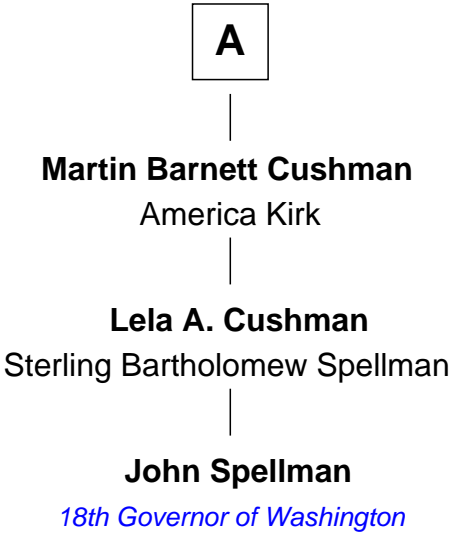 A
Martin Barnett Cushman
America Kirk
Lela A. Cushman
Sterling Bartholomew Spellman
John Spellman
18th Governor of Washington